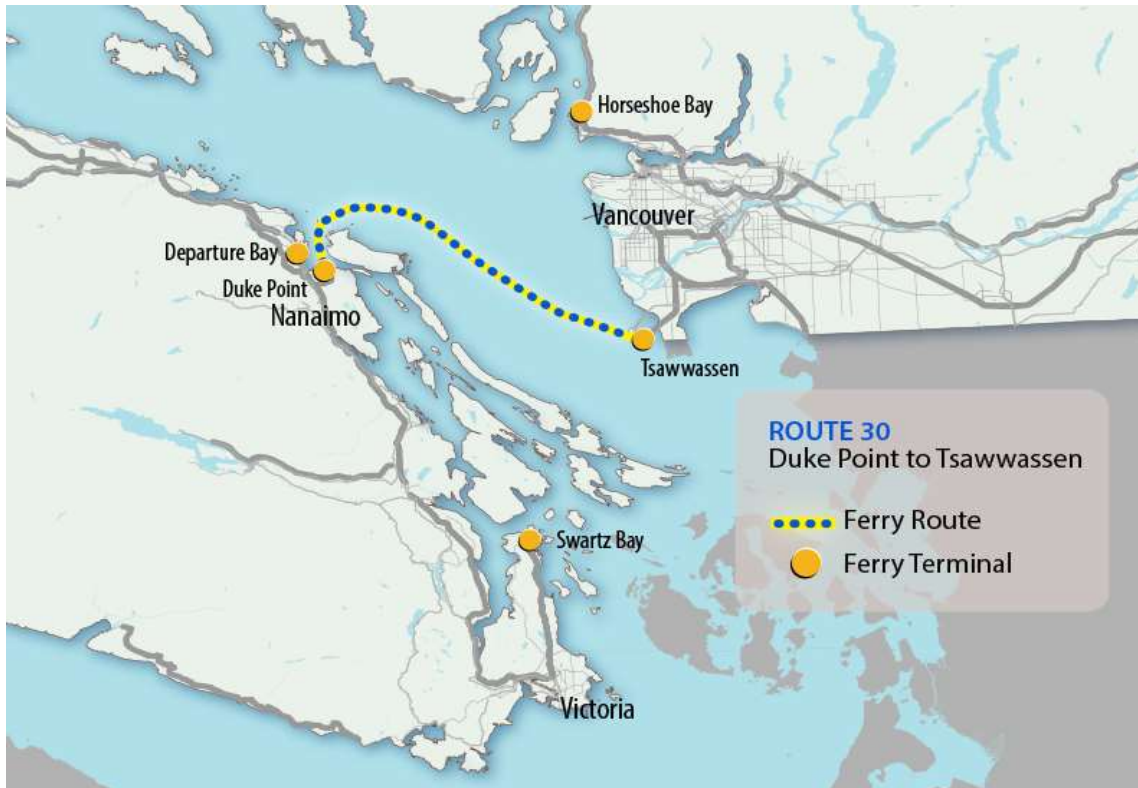 Horseshoe Bay
Vancouver
Departure Bay
Duke Point
Nanaimo
Tsawwassen
ROUTE 30
Duke Point to Tsawwassen
Ferry Route
Ferry Terminal
Swartz Bay
Victoria